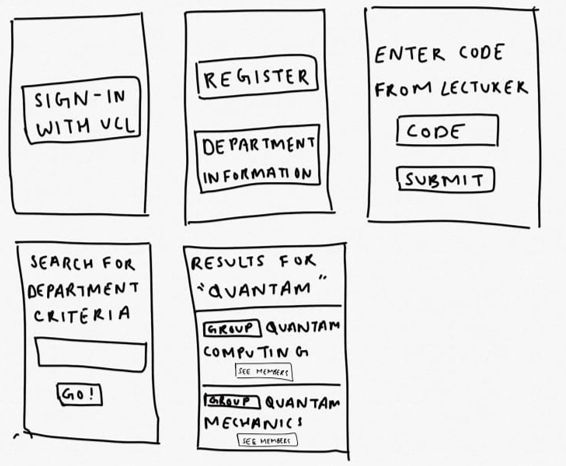 SIGN-IN
WITH UCL
REGISTER
DEPARTMENT
INFORMATION
ENTER CODE
FROM LECTURER
CODE
SUBMIT
SEARCH FOR
DEPARTMENT
CRITERIA
GO!
RESULTS FOR
"QUANTAM"
GROUP QUANTAM
COMPUTING
SEE MEMBERS
GROUP QUANTAM
MECHANICS
SEE MEMBERS